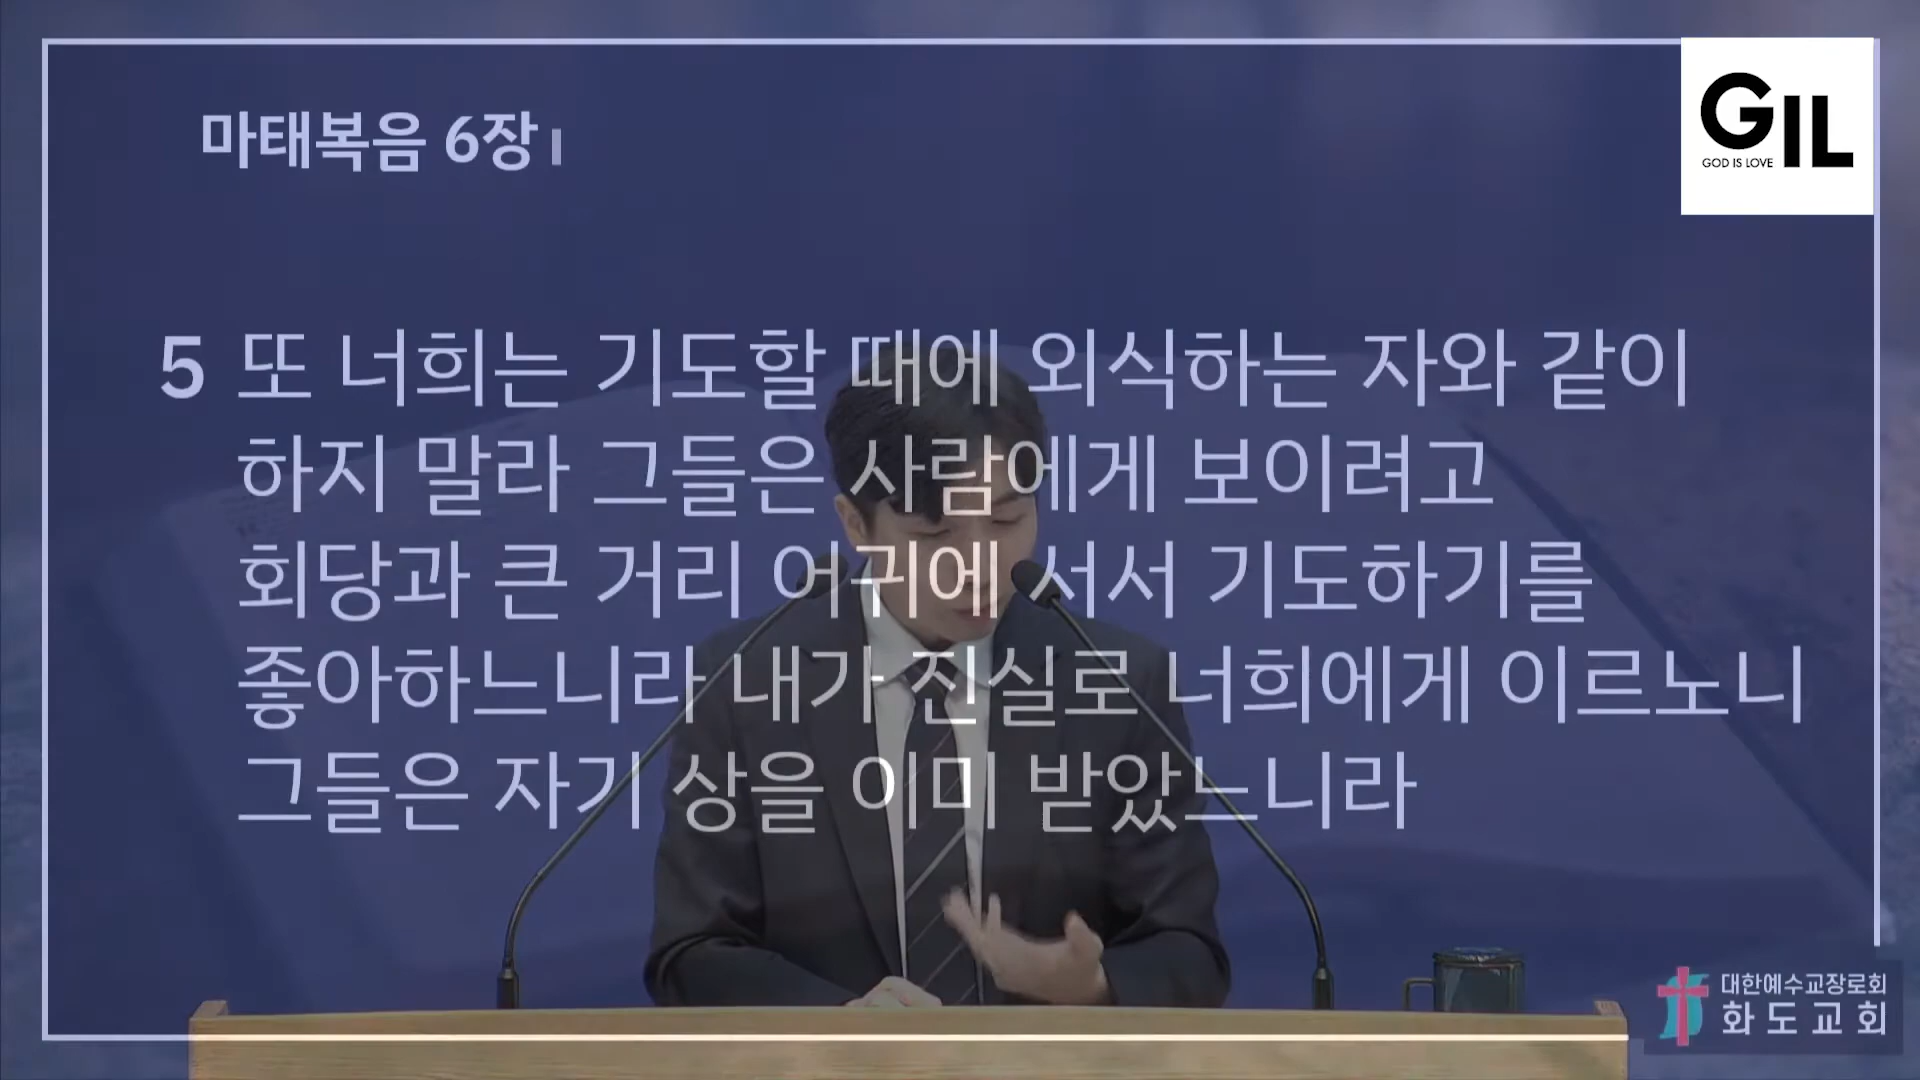 마태복음 6장
GIL
GOD IS LOVE
5 또 너희는 기도할 때에 외식하는 자와 같이
하지 말라 그들은 사람에게 보이려고
회당과 큰 거리 어귀에 서서 기도하기를
좋아하느니라 내가 진실로 너희에게 이르노니
그들은 자기 상을 이미 받았느니라
대한예수교장로회
화도교회